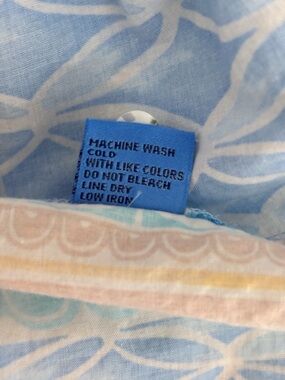 MACHINE WASH
COLD
WITH LIKE COLORS
DO NOT BLEACH
LINE DRY
LOW IRON